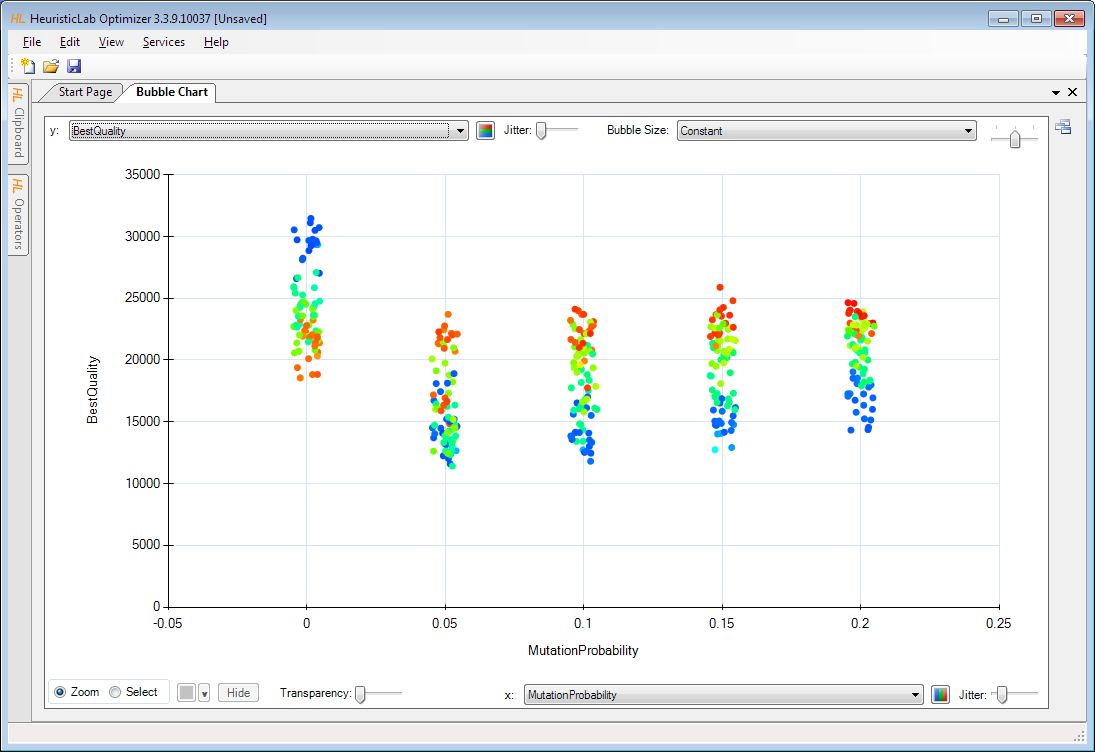 HL HeuristicLab Optimizer 3.3.9.10037 [Unsaved]
File Edit View Services Help
Start Page Bubble Chart
HL Clipboard
HL Operators
y: BestQuality Jitter: Bubble Size: Constant
35000
30000
25000
20000
15000
10000
5000
0
BestQuality
-0.05 0 0.05 0.1 0.15 0.2 0.25
MutationProbability
Zoom Select Hide Transparency: x: MutationProbability Jitter: